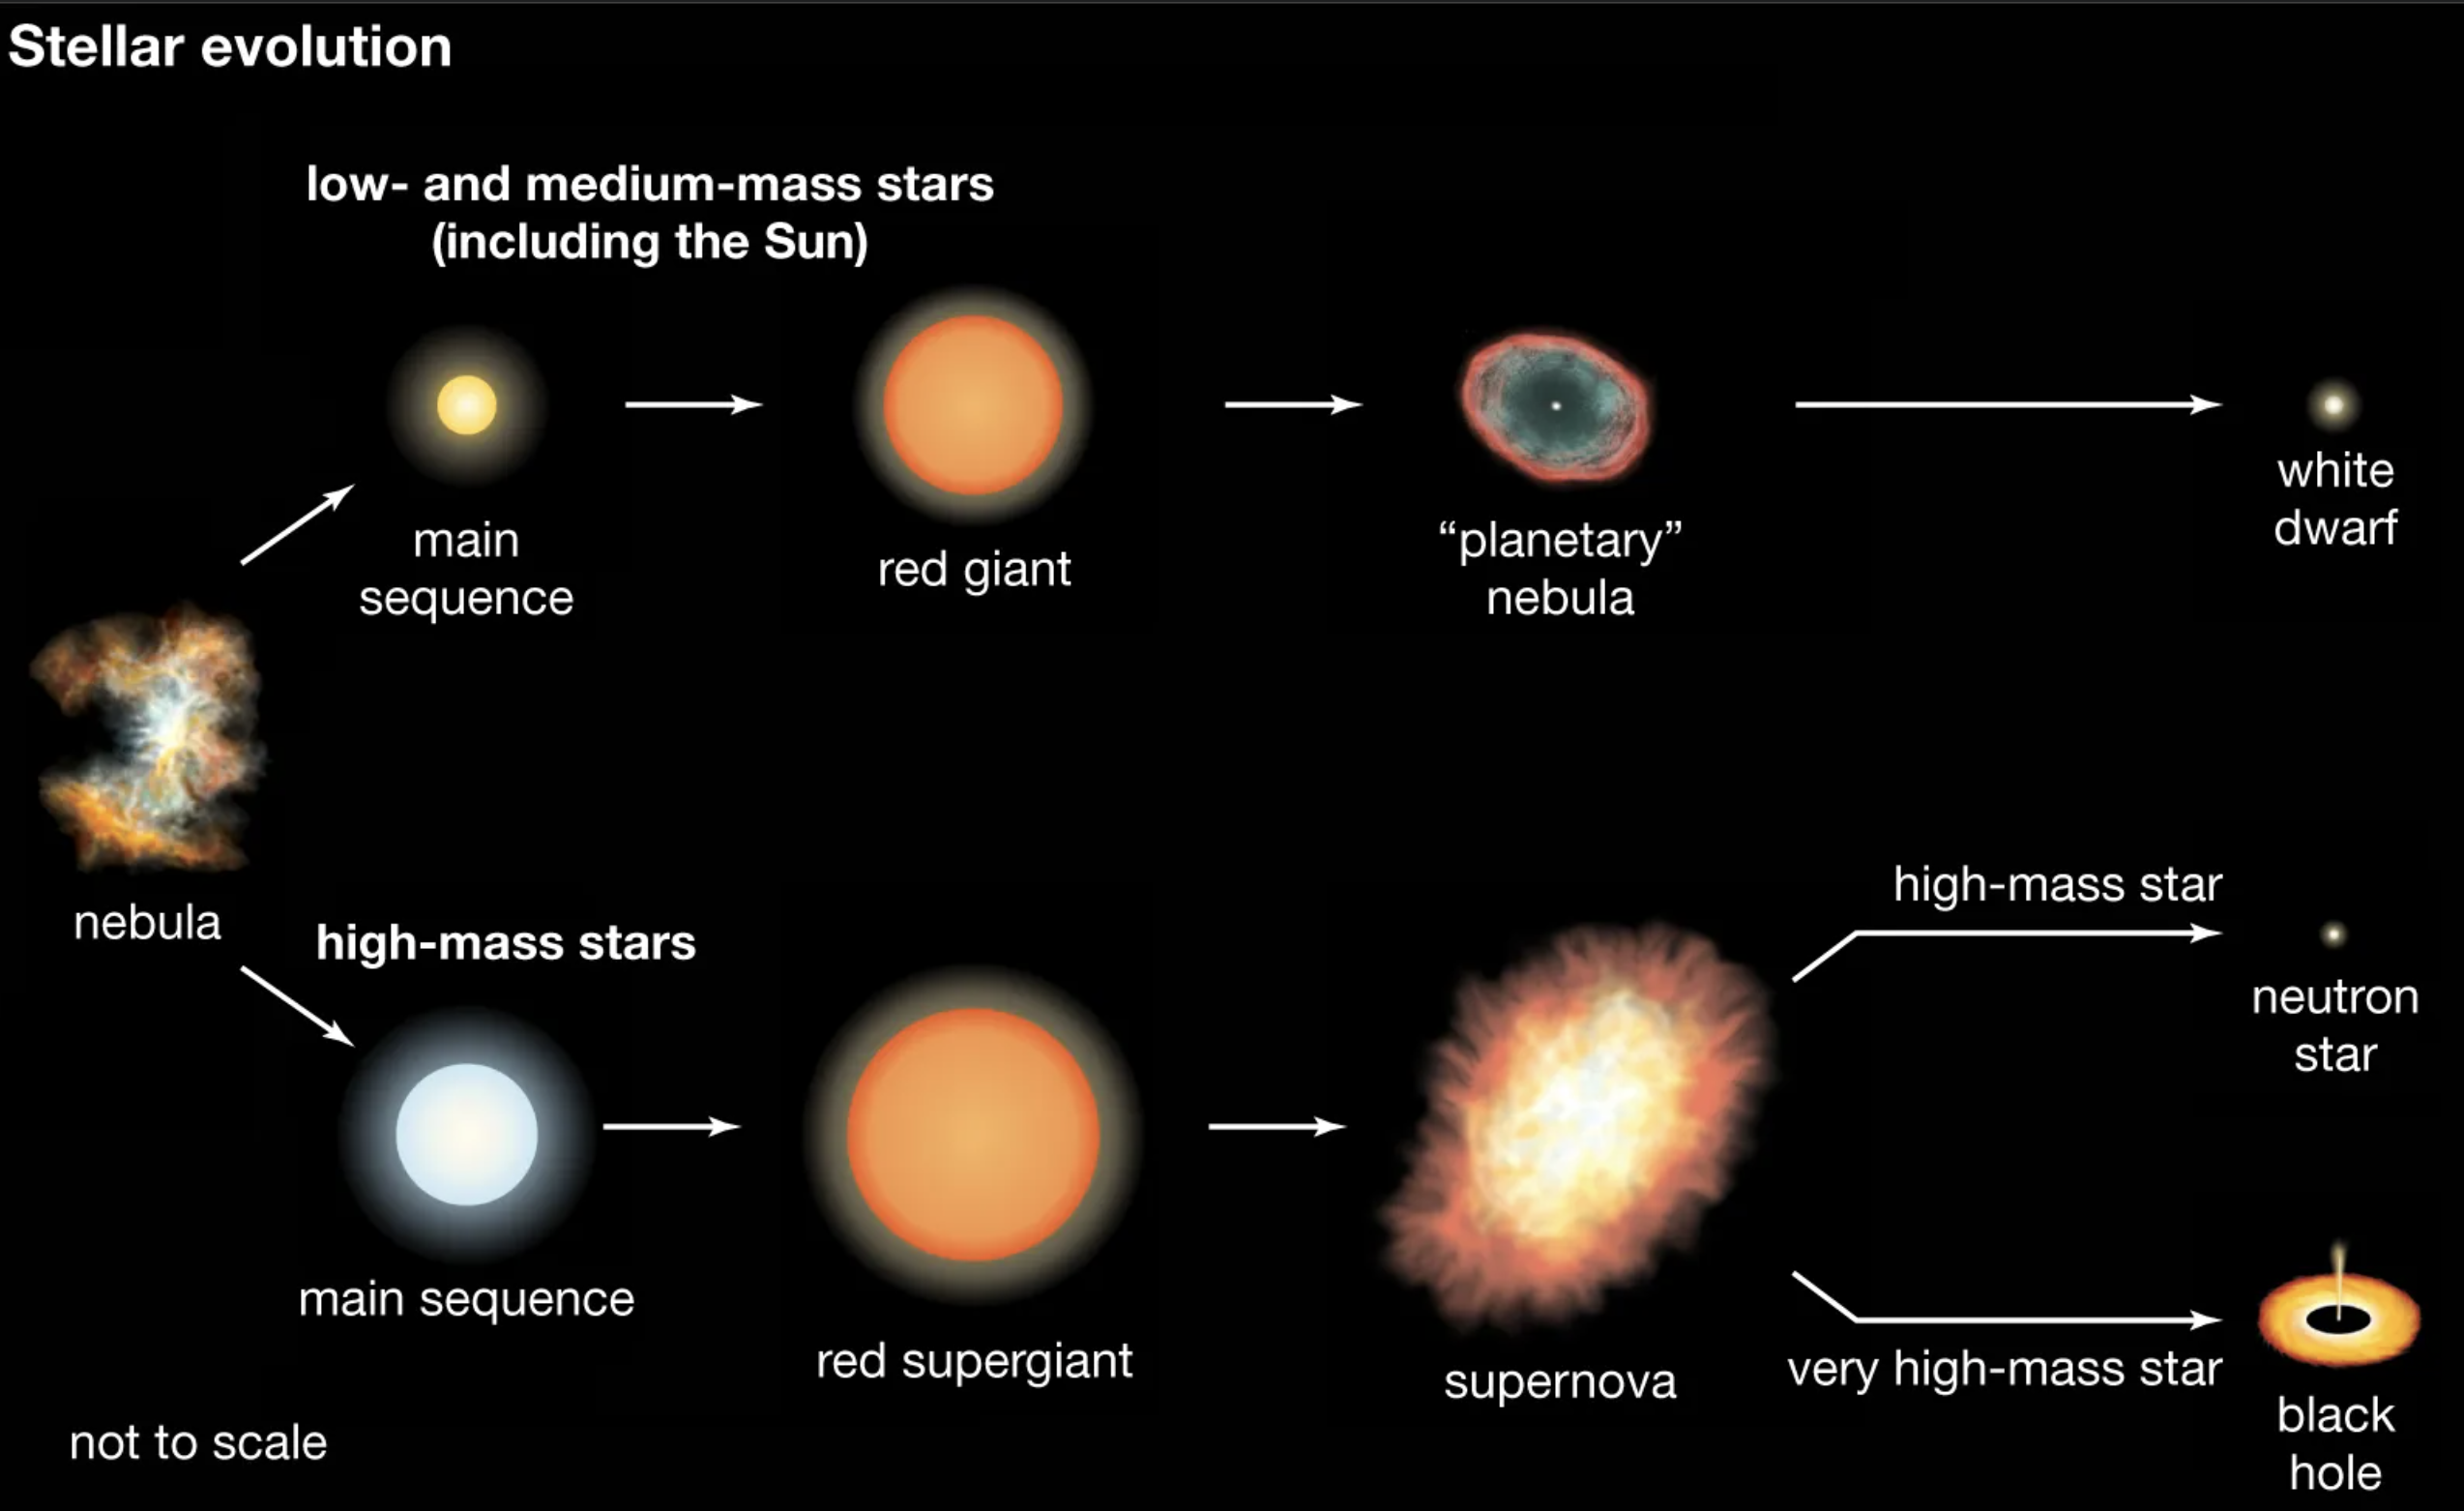 Stellar evolution
low- and medium-mass stars
(including the Sun)
main
sequence
red giant
“planetary”
nebula
white
dwarf
nebula
high-mass stars
main sequence
red supergiant
supernova
high-mass star
neutron
star
very high-mass star
black
hole
not to scale